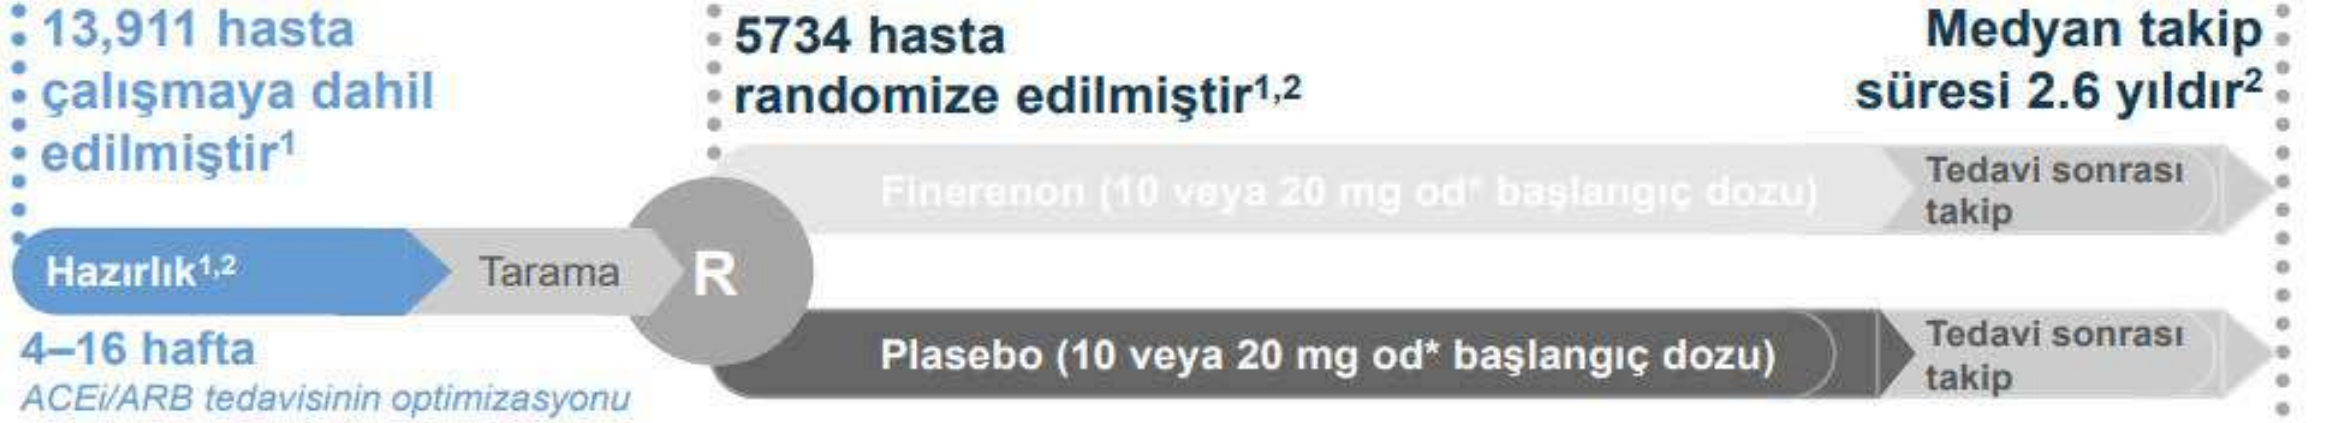 13,911 hasta
çalışmaya dahil
edilmiştir¹
5734 hasta
randomize edilmiştir¹,²
Medyan takip
süresi 2.6 yıldır²
Finerenon (10 veya 20 mg od* başlangıç dozu)
Tedavi sonrası
takip
Hazırlık¹,²
Tarama
R
4–16 hafta
ACEi/ARB tedavisinin optimizasyonu
Plasebo (10 veya 20 mg od* başlangıç dozu)
Tedavi sonrası
takip